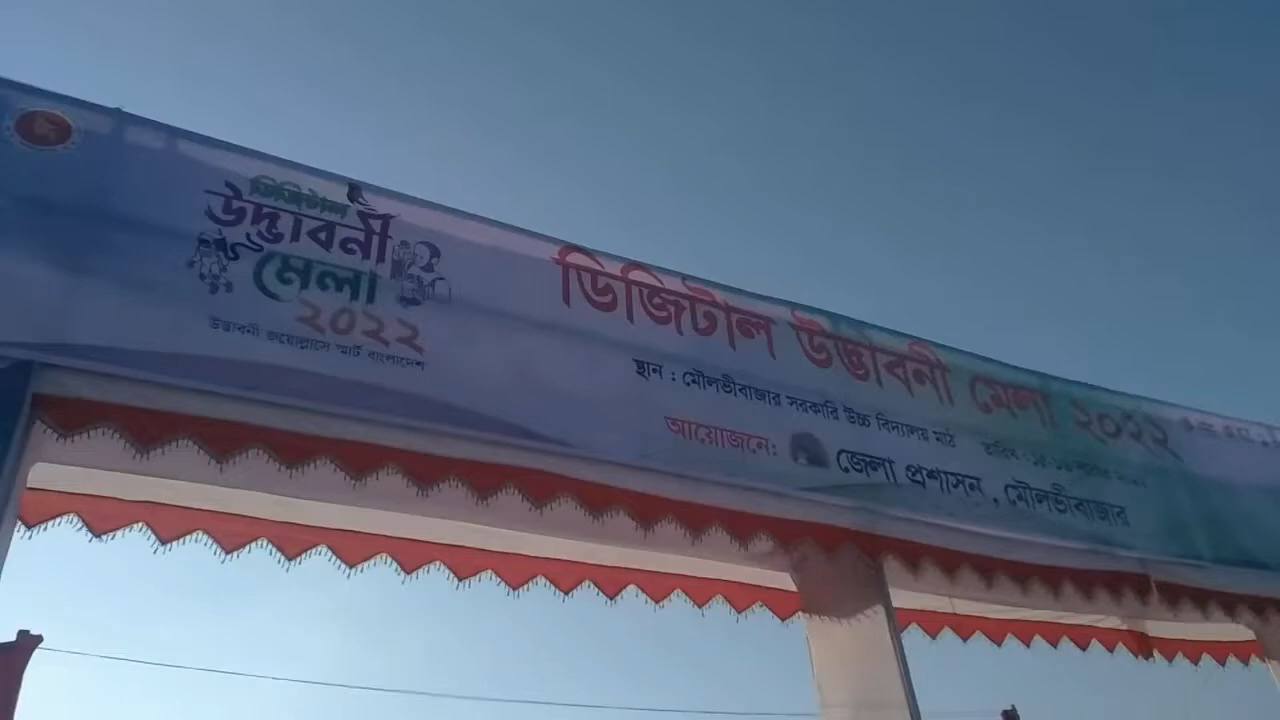 ডিজিটাল
উদ্ভাবনী
মেলা
২০২২
উদ্ভাবনী জয়োল্লাসে স্মার্ট বাংলাদেশ
ডিজিটাল উদ্ভাবনী মেলা ২০২২
স্থান : মৌলভীবাজার সরকারি উচ্চ বিদ্যালয় মাঠ তারিখ :
আয়োজনে: জেলা প্রশাসন, মৌলভীবাজার